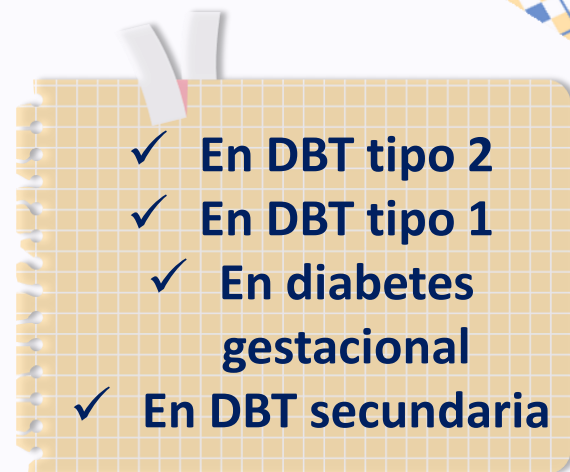 ✓ En DBT tipo 2
✓ En DBT tipo 1
✓ En diabetes
gestacional
✓ En DBT secundaria